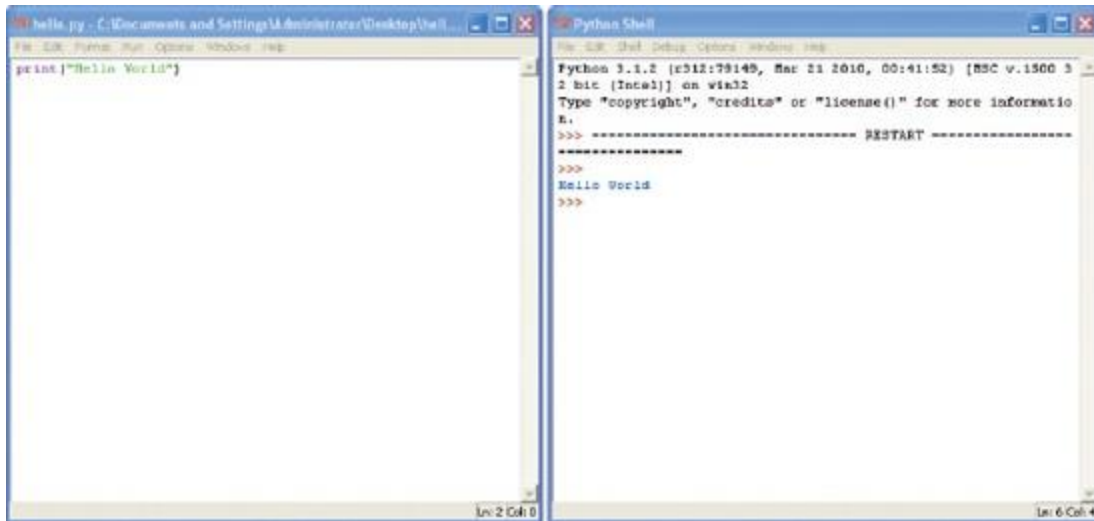 hello.py - C:\Documents and Settings\Administrator\Desktop\hell...
File Edit Format Run Options Windows Help
print("Hello World")
Ln: 2 Col: 0
Python Shell
File Edit Shell Debug Options Windows Help
Python 3.1.2 (r312:79149, Mar 21 2010, 00:41:52) [MSC v.1500 3
2 bit (Intel)] on win32
Type "copyright", "credits" or "license()" for more informatio
n.
>>> ================================ RESTART =================
===============
>>>
Hello World
>>>
Ln: 6 Col: 4